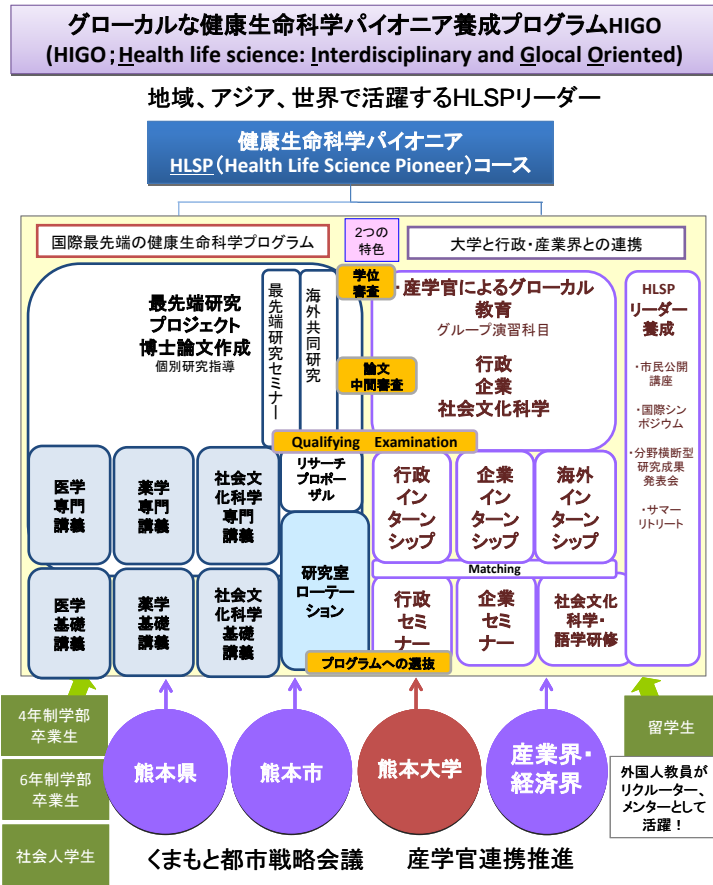 グローカルな健康生命科学パイオニア養成プログラムHIGO
(HIGO；Health life science: Interdisciplinary and Glocal Oriented)
地域、アジア、世界で活躍するHLSPリーダー
健康生命科学パイオニア
HLSP（Health Life Science Pioneer）コース
国際最先端の健康生命科学プログラム
2つの
特色
大学と行政・産業界との連携
最先端研究
プロジェクト
博士論文作成
個別研究指導
最先端研究セミナー
海外共同研究
学位
審査
論文
中間審査
・産学官によるグローカル
教育
グループ演習科目
行政
企業
社会文化科学
HLSP
リーダー
養成
・市民公開
講座
・国際シン
ポジウム
・分野横断型
研究成果
発表会
・サマー
リトリート
Qualifying Examination
医学
専門
講義
薬学
専門
講義
社会文
化科学
専門
講義
リサーチ
プロポー
ザル
行政
イン
ターン
シップ
企業
イン
ターン
シップ
海外
イン
ターン
シップ
Matching
医学
基礎
講義
薬学
基礎
講義
社会文
化科学
基礎
講義
研究室
ローテー
ション
行政
セミ
ナー
企業
セミ
ナー
社会文化
科学・
語学研修
プログラムへの選抜
4年制学部
卒業生
6年制学部
卒業生
社会人学生
熊本県
熊本市
熊本大学
産業界・
経済界
留学生
外国人教員が
リクルーター、
メンターとして
活躍！
くまもと都市戦略会議
産学官連携推進